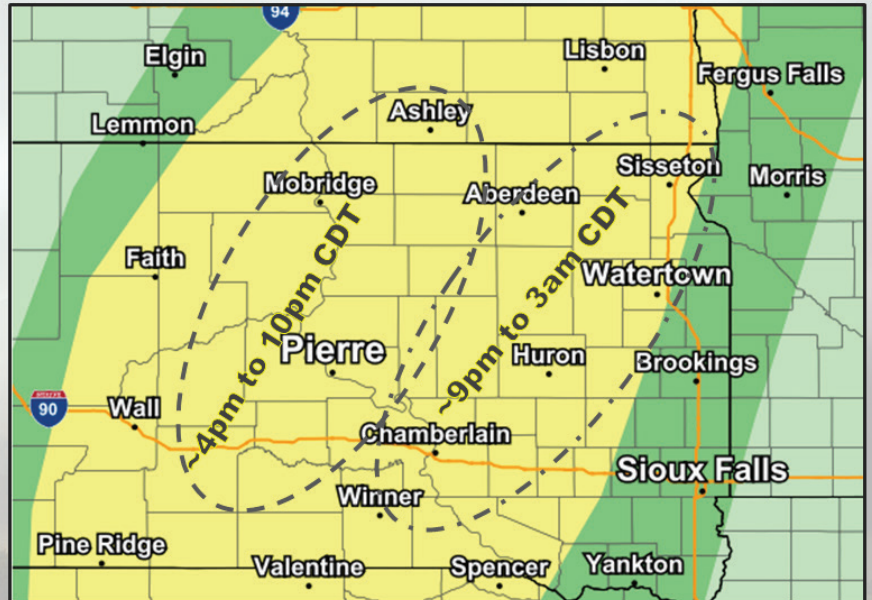 94
Elgin
Lisbon
Fergus Falls
Ashley
Lemmon
Sisseton
Mobridge
Aberdeen
Morris
Faith
Watertown
~4pm to 10pm CDT
~9pm to 3am CDT
Pierre
Huron
Brookings
90
Wall
Chamberlain
Sioux Falls
Winner
Pine Ridge
Valentine
Spencer
Yankton